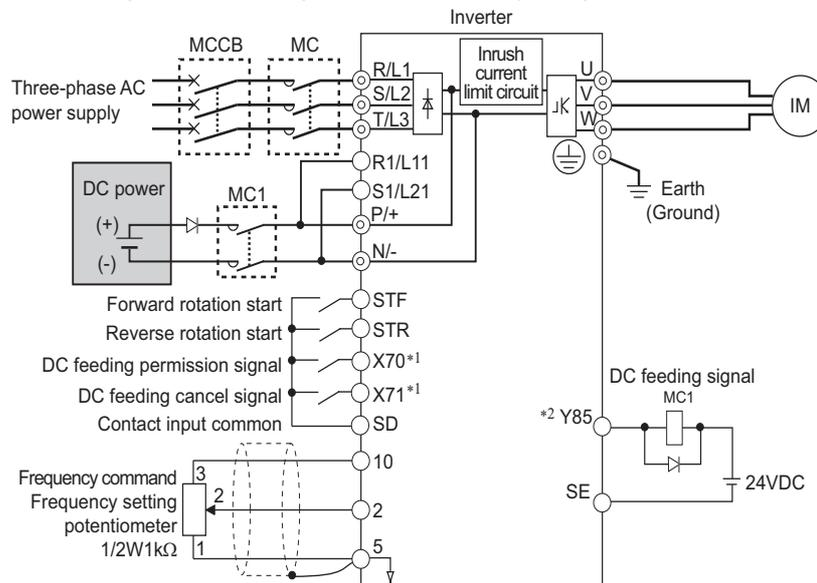 Inverter
MCCB
MC
Inrush
current
limit circuit
Three-phase AC
power supply
R/L1
S/L2
T/L3
U
V
W
IM
R1/L11
S1/L21
Earth
(Ground)
DC power
(+)
(-)
MC1
P/+
N/-
Forward rotation start
STF
Reverse rotation start
STR
DC feeding permission signal
X70*1
DC feeding cancel signal
X71*1
Contact input common
SD
DC feeding signal
MC1
*2 Y85
SE
24VDC
Frequency command
Frequency setting
potentiometer
1/2W1kΩ
3
2
1
10
2
5